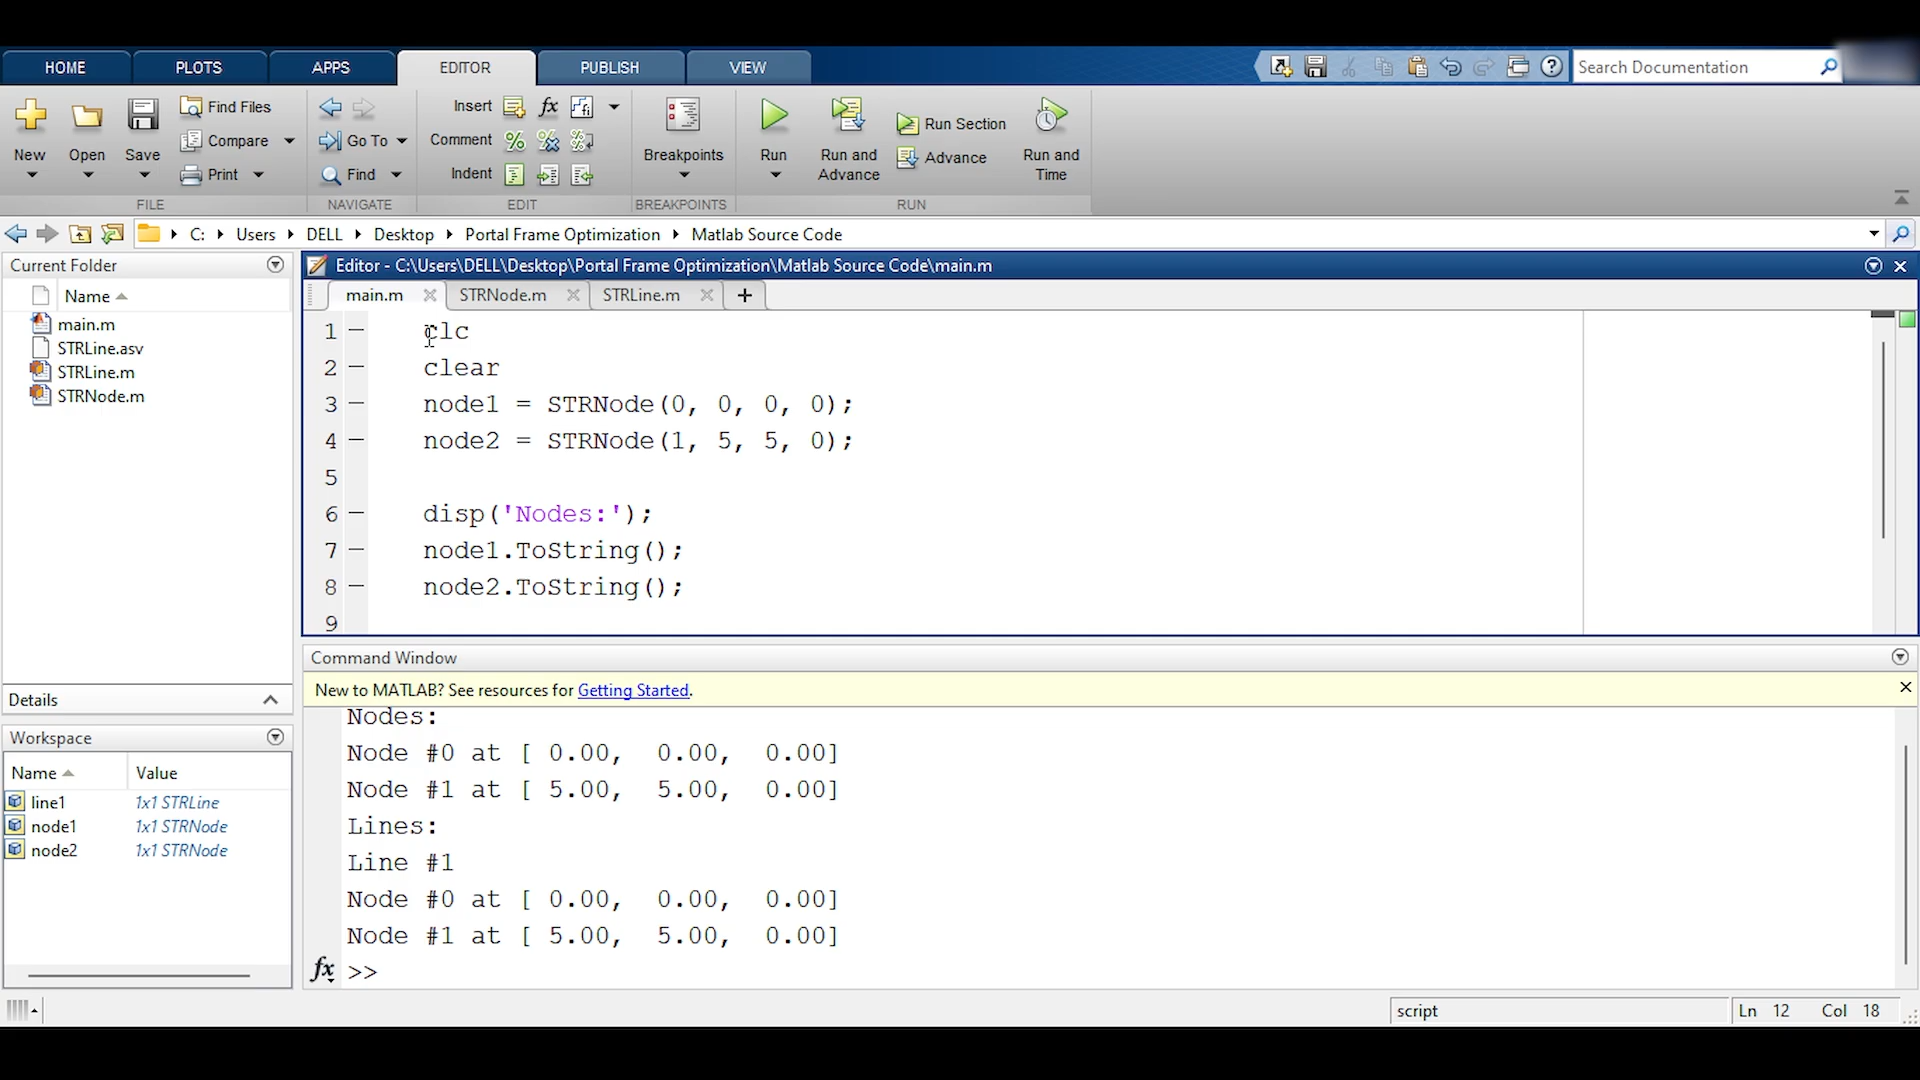 HOME PLOTS APPS EDITOR PUBLISH VIEW Search Documentation
New Open Save Find Files Compare Print
Go To Find
Insert fx Comment Indent
Breakpoints
Run Run and Advance Run Section Advance Run and Time
FILE NAVIGATE EDIT BREAKPOINTS RUN
C: Users DELL Desktop Portal Frame Optimization Matlab Source Code
Current Folder
Name
main.m
STRLine.asv
STRLine.m
STRNode.m
Details
Workspace
Name Value
line1 1x1 STRLine
node1 1x1 STRNode
node2 1x1 STRNode
Editor - C:\Users\DELL\Desktop\Portal Frame Optimization\Matlab Source Code\main.m
main.m STRNode.m STRLine.m
1 clc
2 clear
3 node1 = STRNode(0, 0, 0, 0);
4 node2 = STRNode(1, 5, 5, 0);
5
6 disp('Nodes:');
7 node1.ToString();
8 node2.ToString();
9
Command Window
New to MATLAB? See resources for Getting Started.
Nodes:
Node #0 at [ 0.00, 0.00, 0.00]
Node #1 at [ 5.00, 5.00, 0.00]
Lines:
Line #1
Node #0 at [ 0.00, 0.00, 0.00]
Node #1 at [ 5.00, 5.00, 0.00]
fx >>
script Ln 12 Col 18